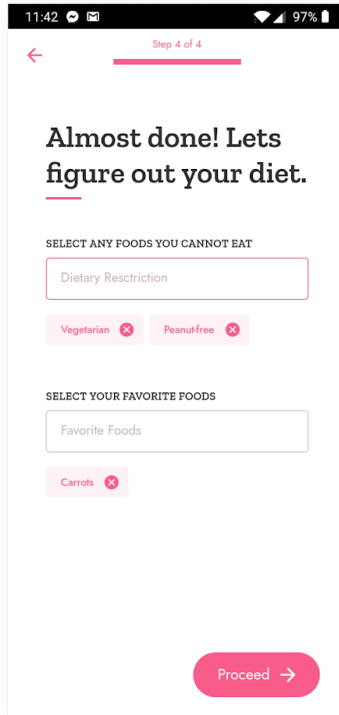 11:42 97%
Step 4 of 4
Almost done! Lets
figure out your diet.
SELECT ANY FOODS YOU CANNOT EAT
Dietary Resctriction
Vegetarian Peanut-free
SELECT YOUR FAVORITE FOODS
Favorite Foods
Carrots
Proceed